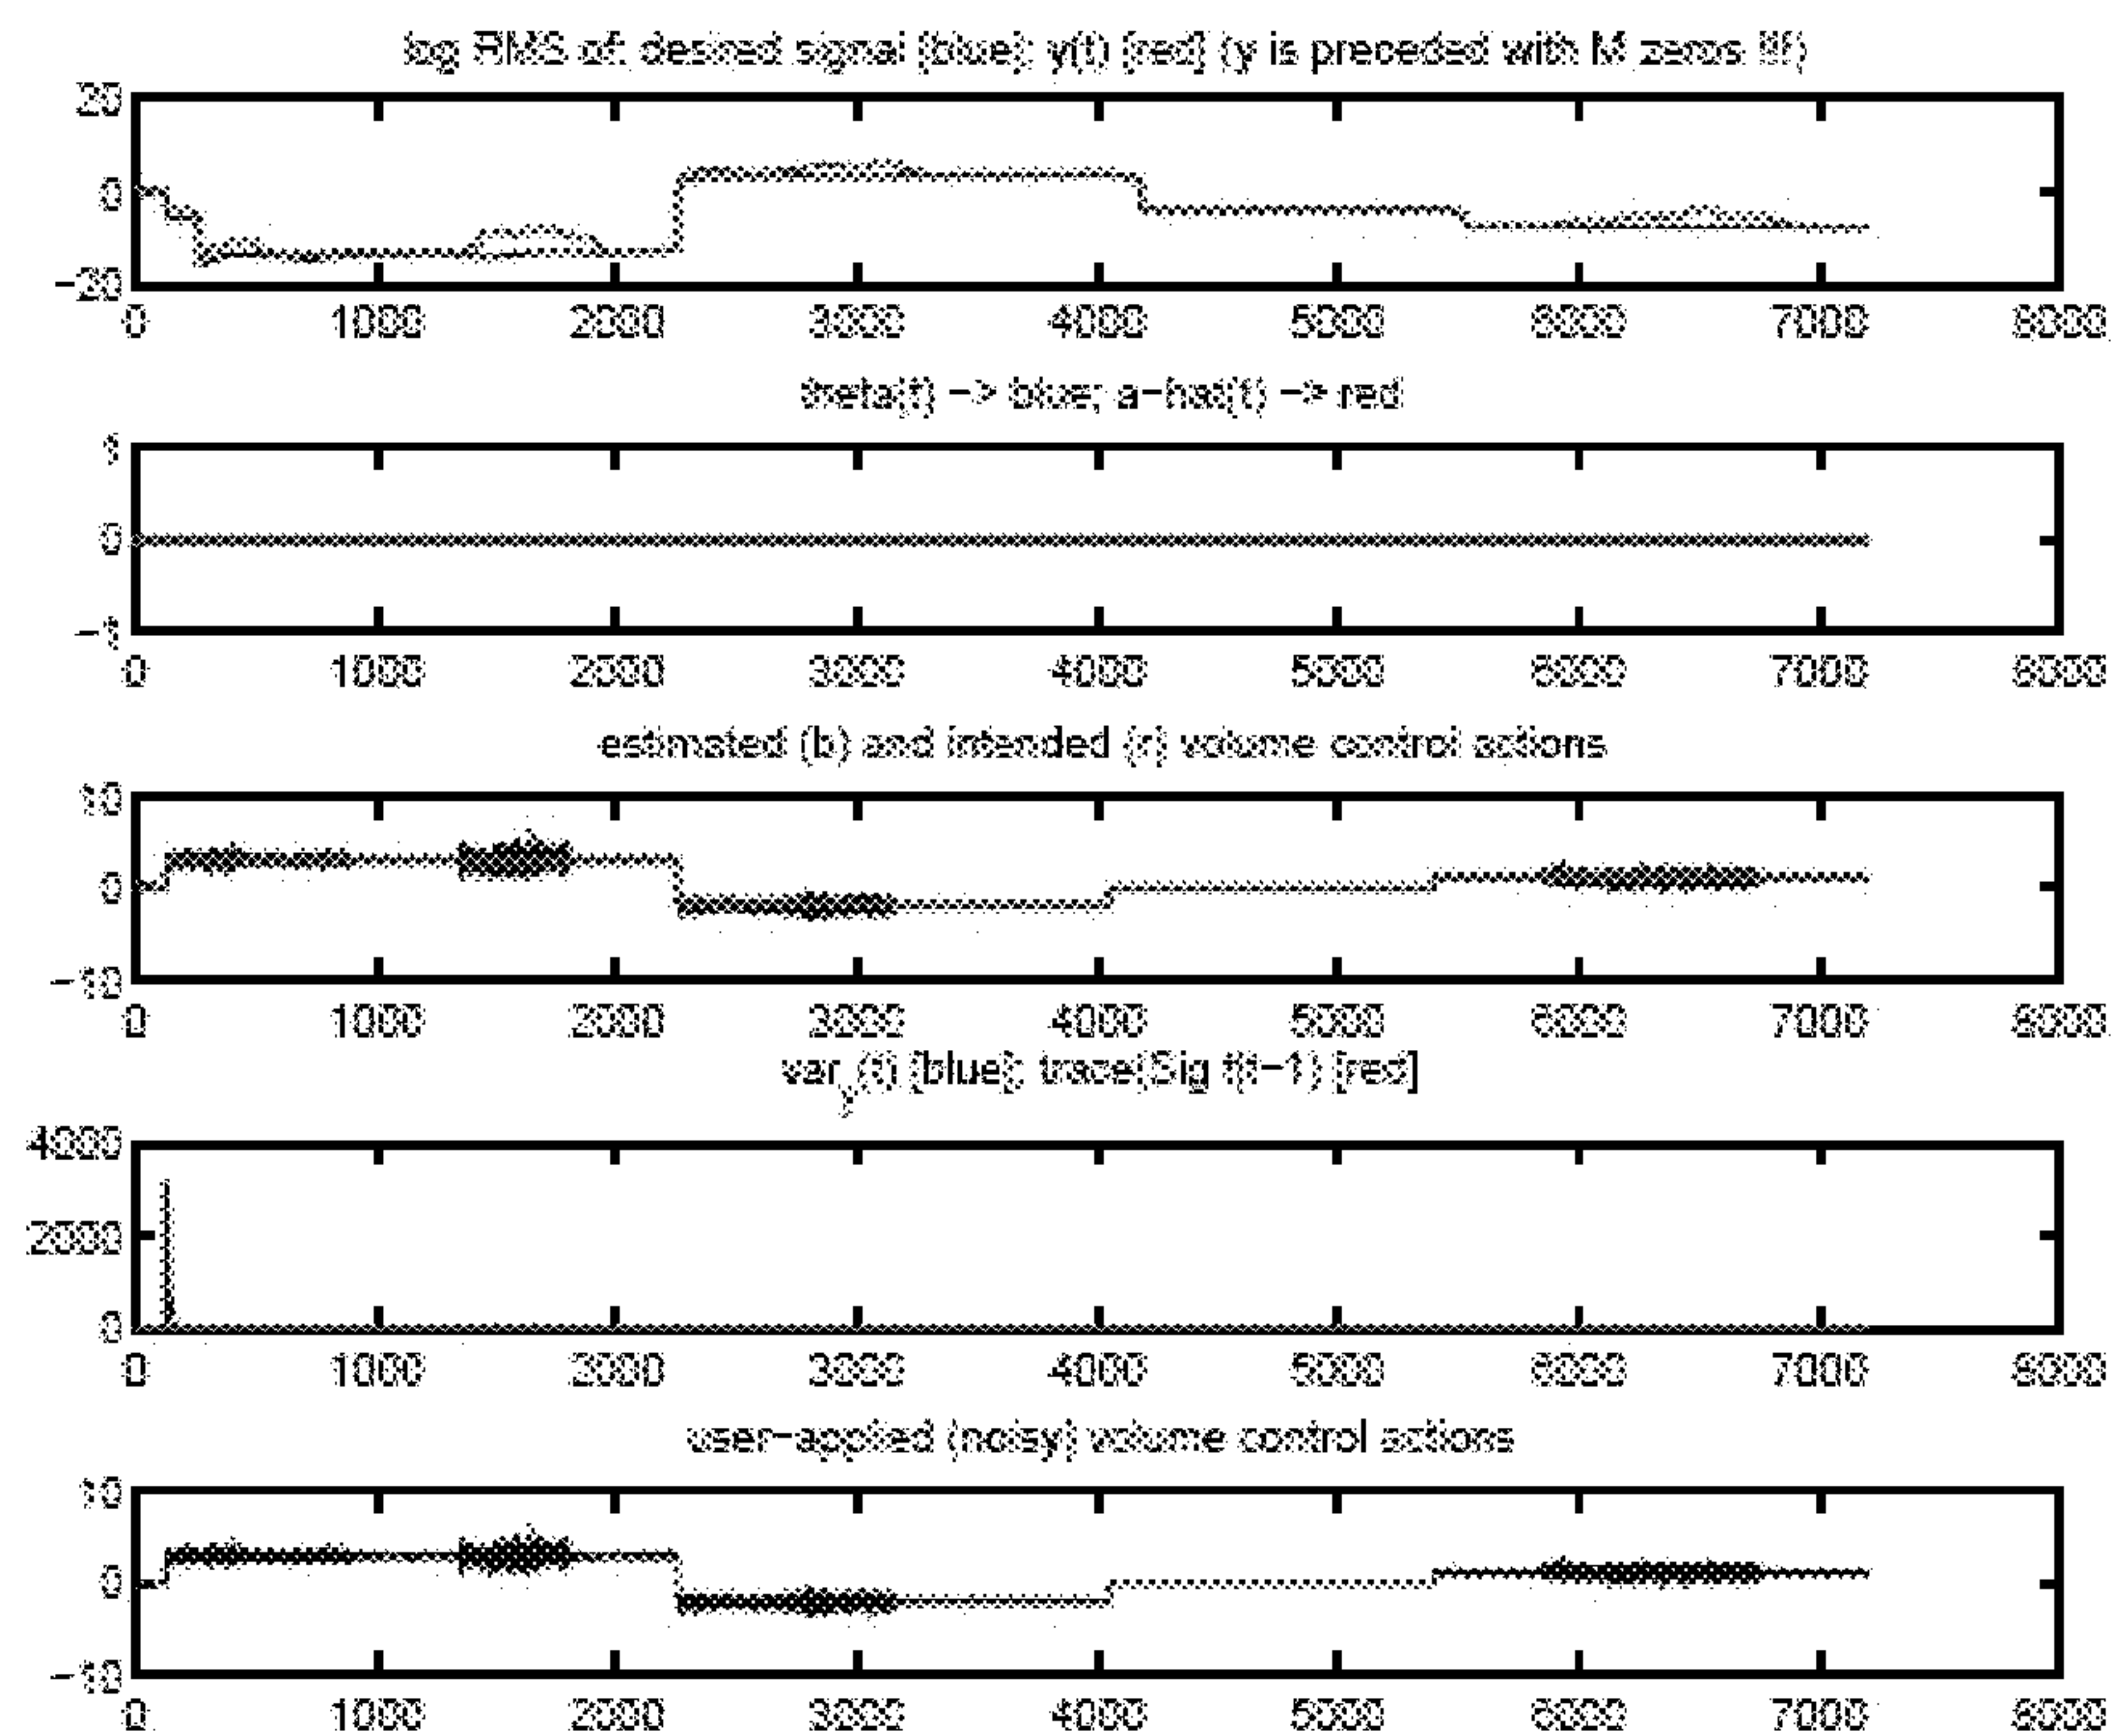 log RMS of: desired signal [blue]; y(t) [red] (y is preceded with M zeros !!!)
20
0
-20
0 1000 2000 3000 4000 5000 6000 7000 8000
theta(t) -> blue; a-hat(t) -> red
5
0
-5
0 1000 2000 3000 4000 5000 6000 7000 8000
estimated (b) and intended (r) volume control actions
10
0
-10
0 1000 2000 3000 4000 5000 6000 7000 8000
var_y(t) [blue]; trace(Sig f(t-1) [red]
4000
2000
0
0 1000 2000 3000 4000 5000 6000 7000 8000
user-applied (noisy) volume control actions
10
0
-10
0 1000 2000 3000 4000 5000 6000 7000 8000